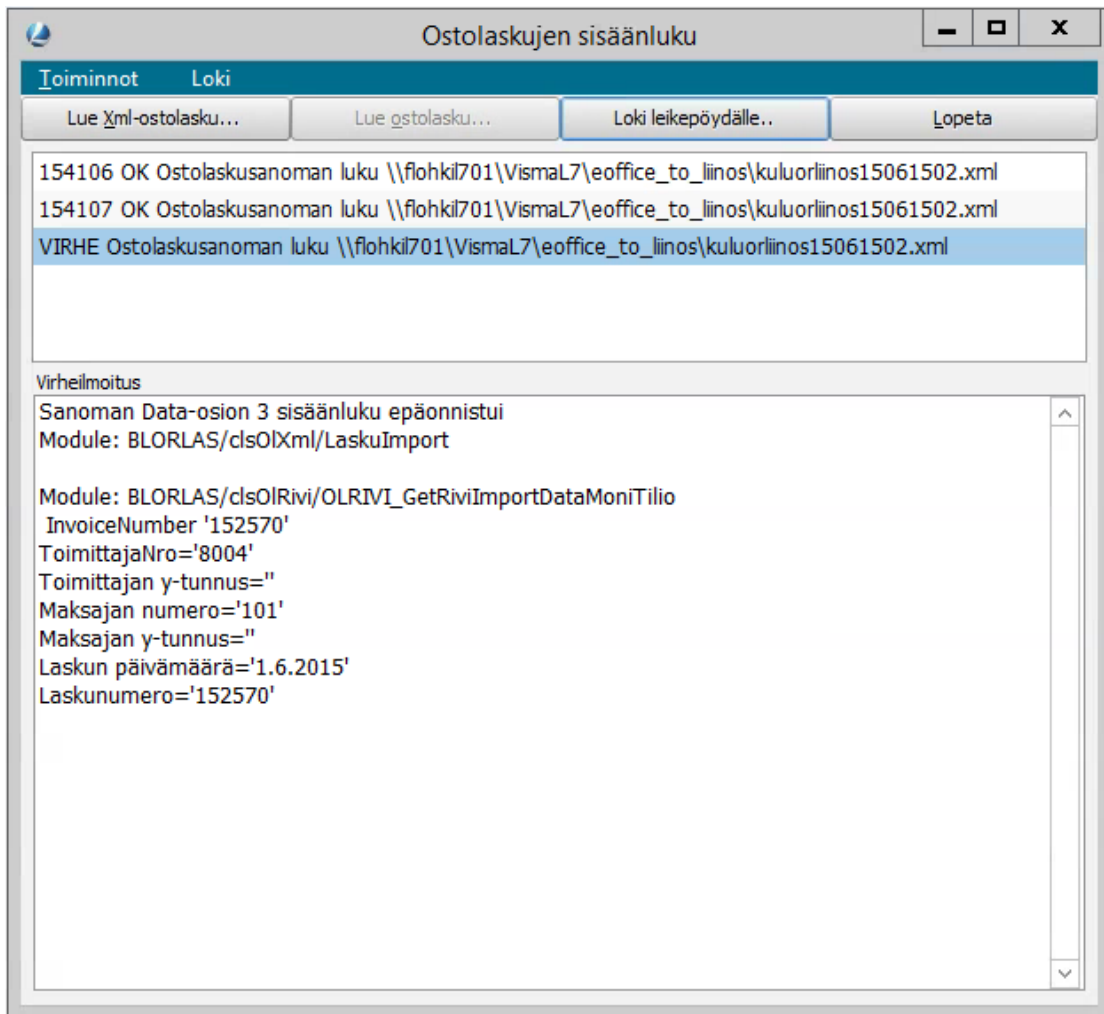 Ostolaskujen sisäänluku
Toiminnot Loki
Lue Xml-ostolasku... Lue ostolasku... Loki leikepöydälle.. Lopeta
154106 OK Ostolaskusanoman luku \\flohkil701\VismaL7\eoffice_to_liinos\kuluorliinos15061502.xml
154107 OK Ostolaskusanoman luku \\flohkil701\VismaL7\eoffice_to_liinos\kuluorliinos15061502.xml
VIRHE Ostolaskusanoman luku \\flohkil701\VismaL7\eoffice_to_liinos\kuluorliinos15061502.xml
Virheilmoitus
Sanoman Data-osion 3 sisäänluku epäonnistui
Module: BLORLAS/clsOlXml/LaskuImport
Module: BLORLAS/clsOlRivi/OLRIVI_GetRiviImportDataMoniTilio
InvoiceNumber '152570'
ToimittajaNro='8004'
Toimittajan y-tunnus=''
Maksajan numero='101'
Maksajan y-tunnus=''
Laskun päivämäärä='1.6.2015'
Laskunumero='152570'